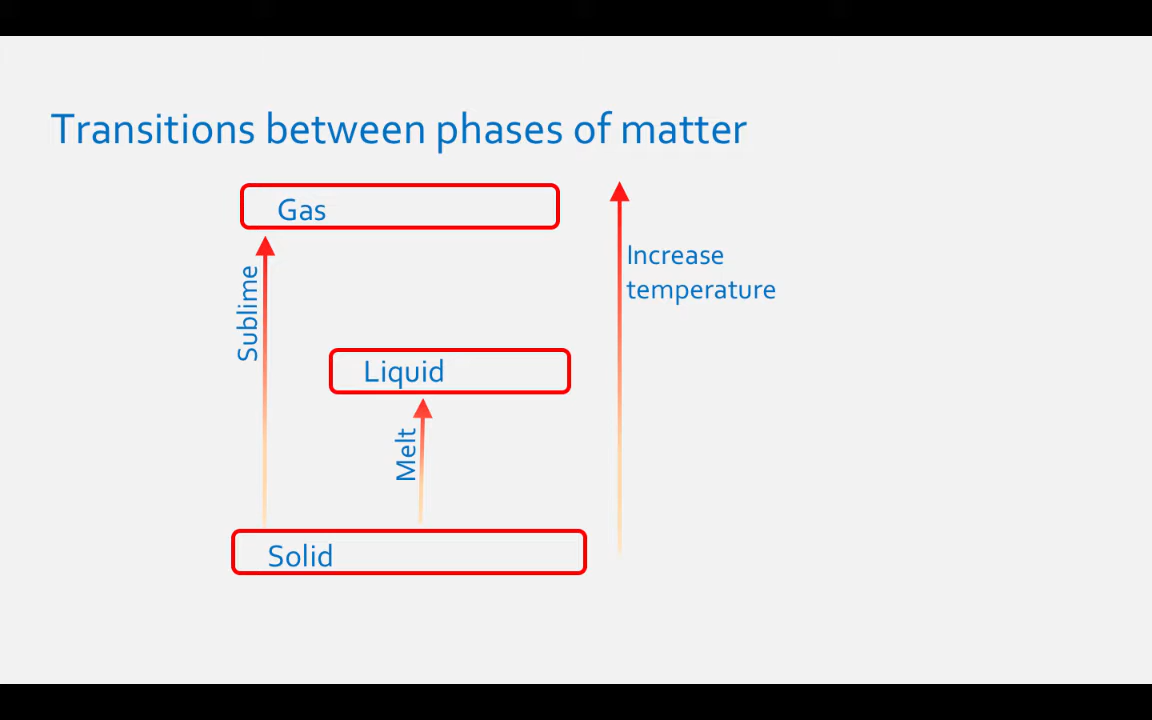 Transitions between phases of matter
Gas
Increase
temperature
Sublime
Liquid
Melt
Solid